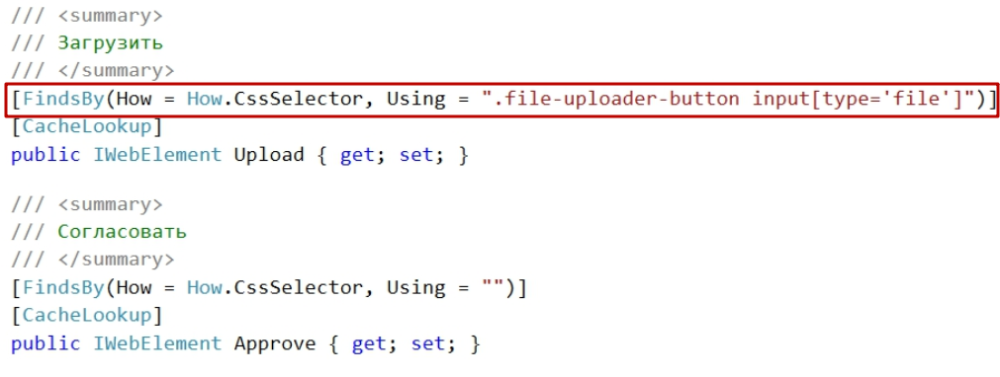 /// <summary>
/// Загрузить
/// </summary>
[FindsBy(How = How.CssSelector, Using = ".file-uploader-button input[type='file']")]
[CacheLookup]
public IWebElement Upload { get; set; }
/// <summary>
/// Согласовать
/// </summary>
[FindsBy(How = How.CssSelector, Using = "")]
[CacheLookup]
public IWebElement Approve { get; set; }